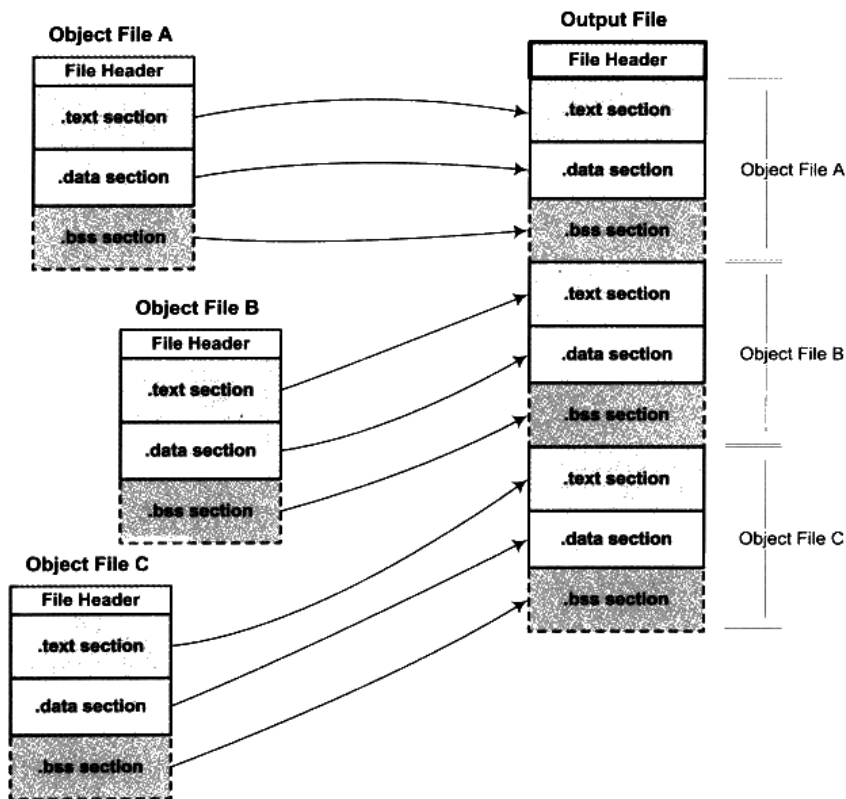 Object File A
File Header
.text section
.data section
.bss section
Object File B
File Header
.text section
.data section
.bss section
Object File C
File Header
.text section
.data section
.bss section
Output File
File Header
.text section
.data section
.bss section
Object File A
.text section
.data section
.bss section
Object File B
.text section
.data section
.bss section
Object File C